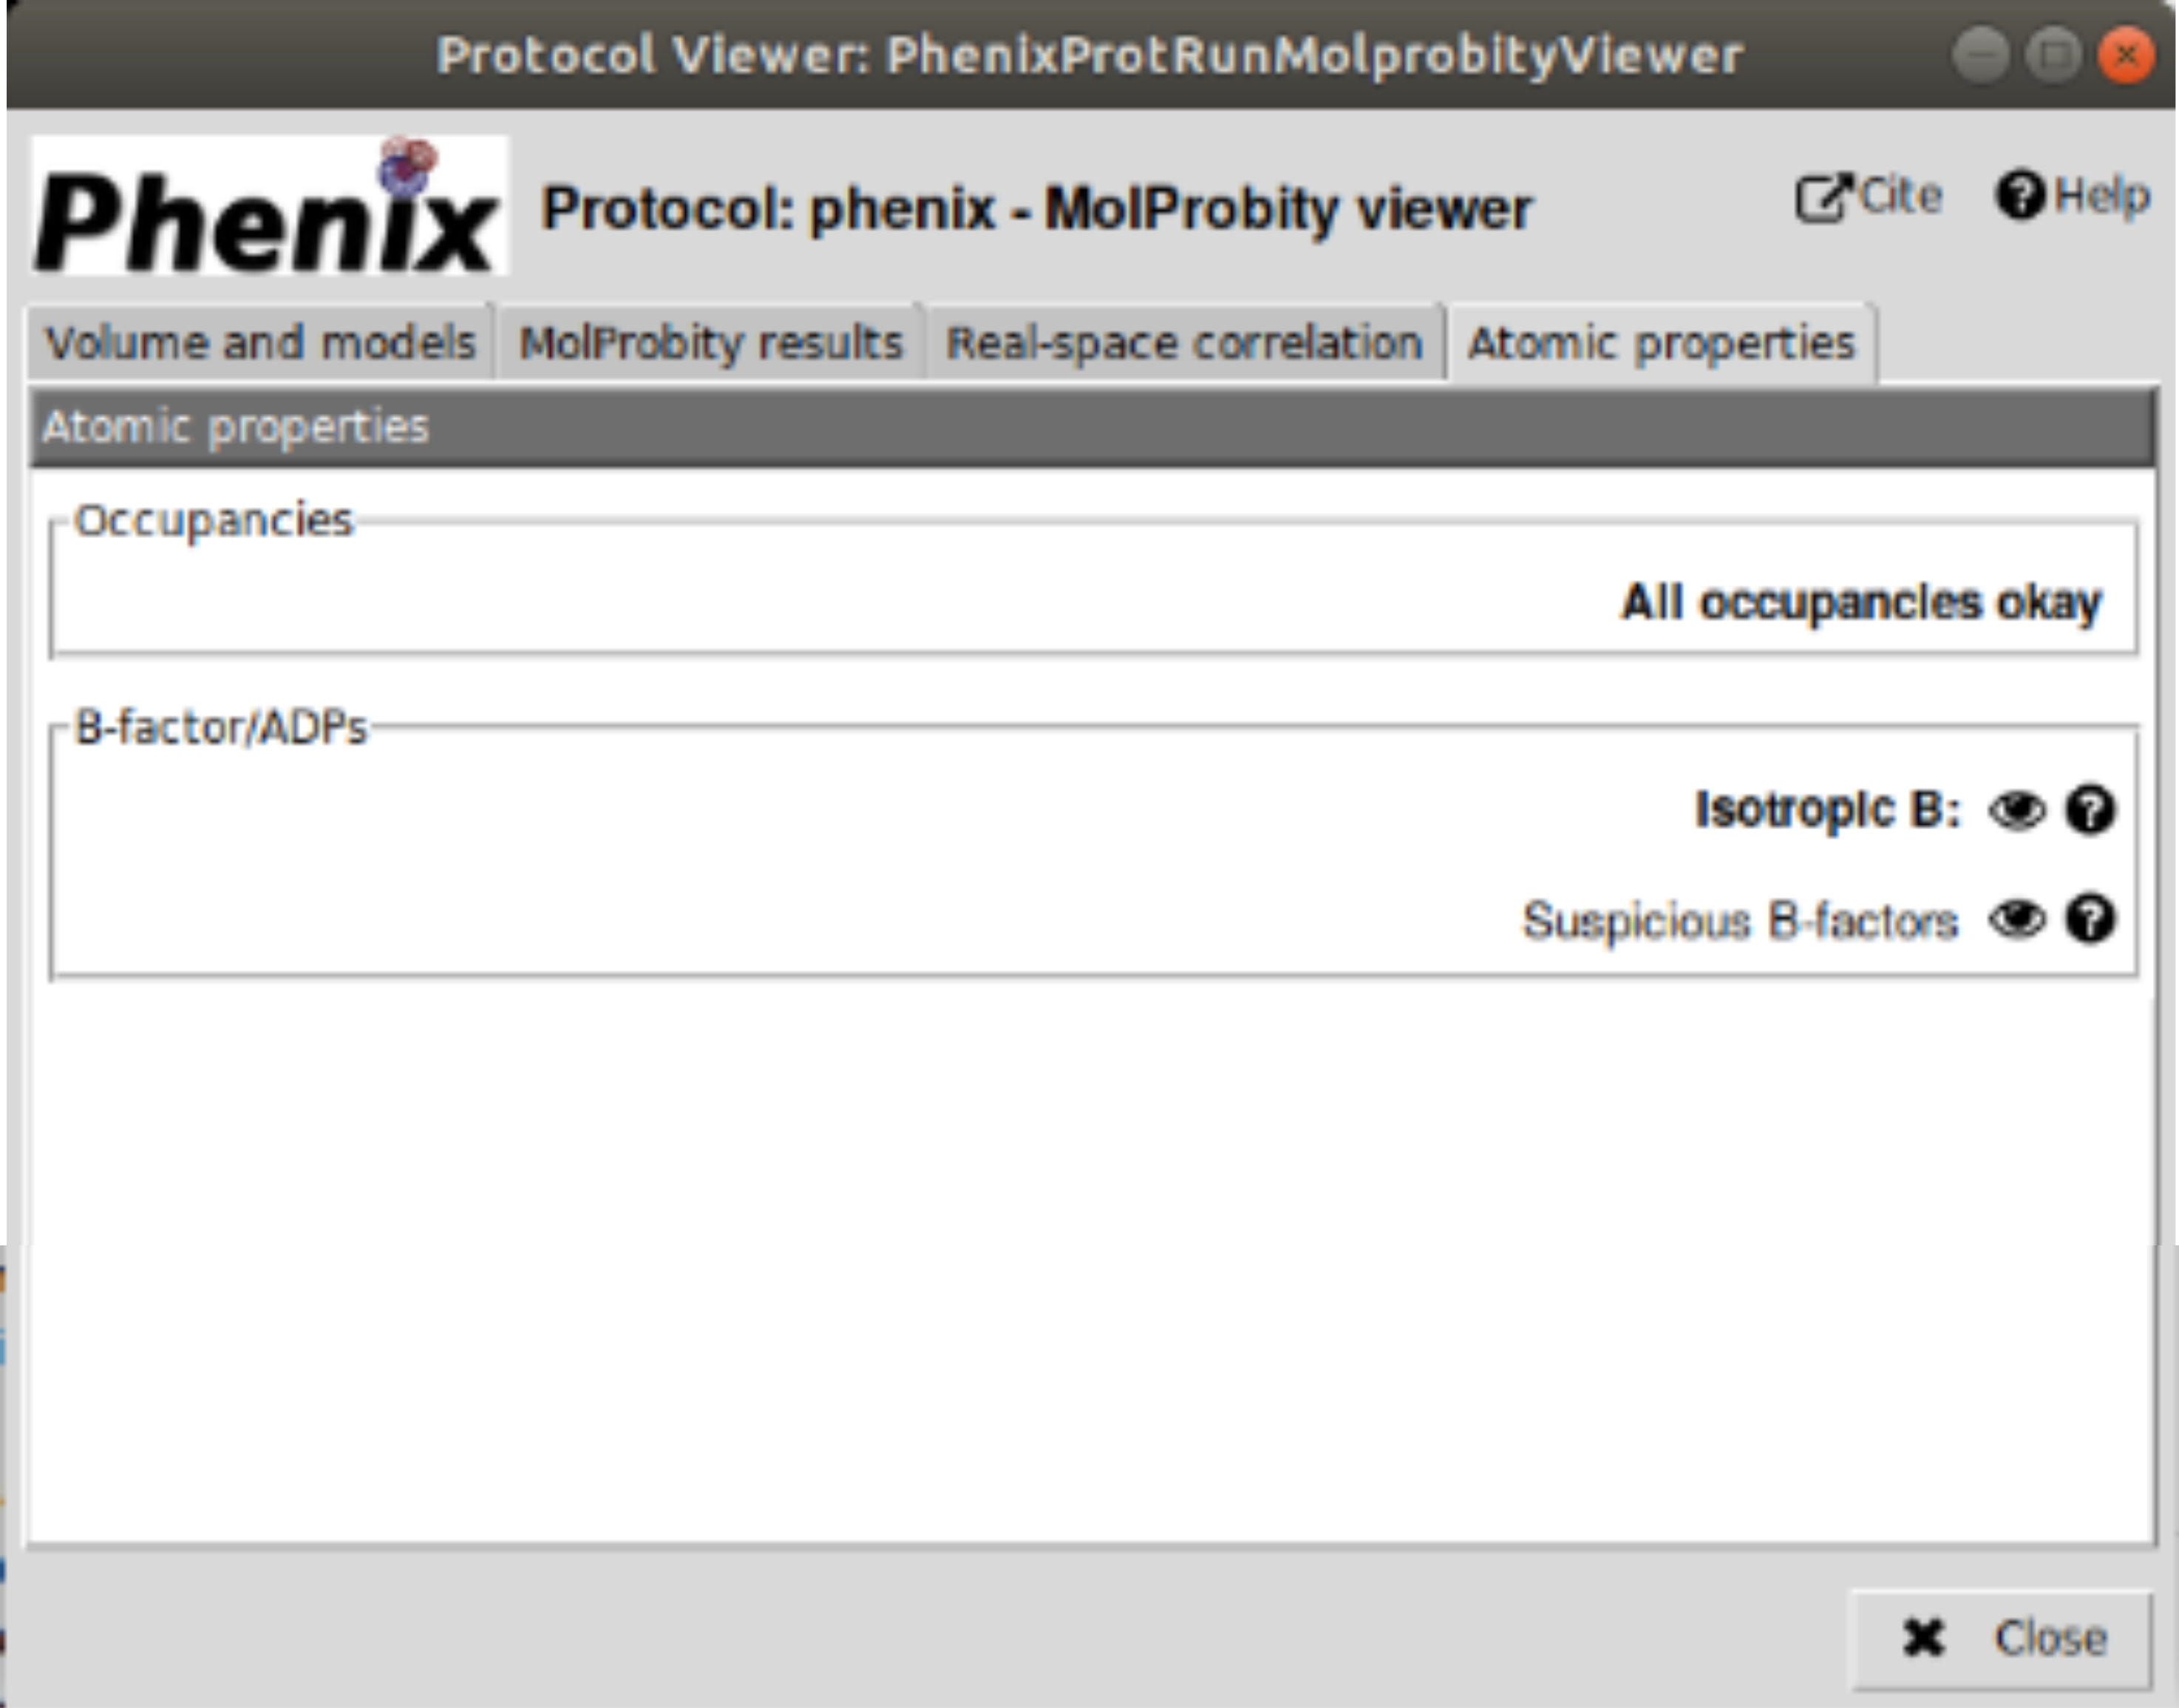 Protocol Viewer: PhenixProtRunMolprobityViewer
Phenix Protocol: phenix - MolProbity viewer Cite Help
Volume and models MolProbity results Real-space correlation Atomic properties
Atomic properties
Occupancies
All occupancies okay
B-factor/ADPs
Isotropic B:
Suspicious B-factors
Close